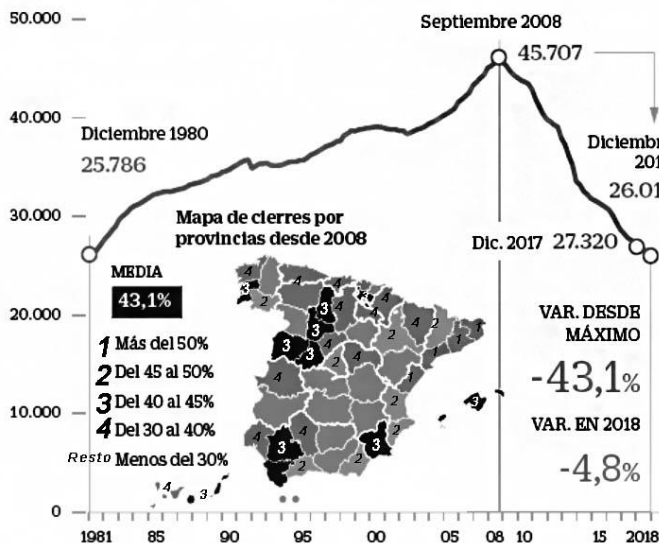 50.000
Septiembre 2008
45.707
40.000
Diciembre 1980
25.786
Diciemb
201
26.01
30.000
Mapa de cierres por
provincias desde 2008
Dic. 2017 27.320
MEDIA
43,1%
20.000
1 Más del 50%
2 Del 45 al 50%
3 Del 40 al 45%
4 Del 30 al 40%
Resto Menos del 30%
VAR. DESDE
MÁXIMO
-43,1%
10.000
VAR. EN 2018
-4,8%
0
1981 85 90 95 00 05 08 10 15 2018